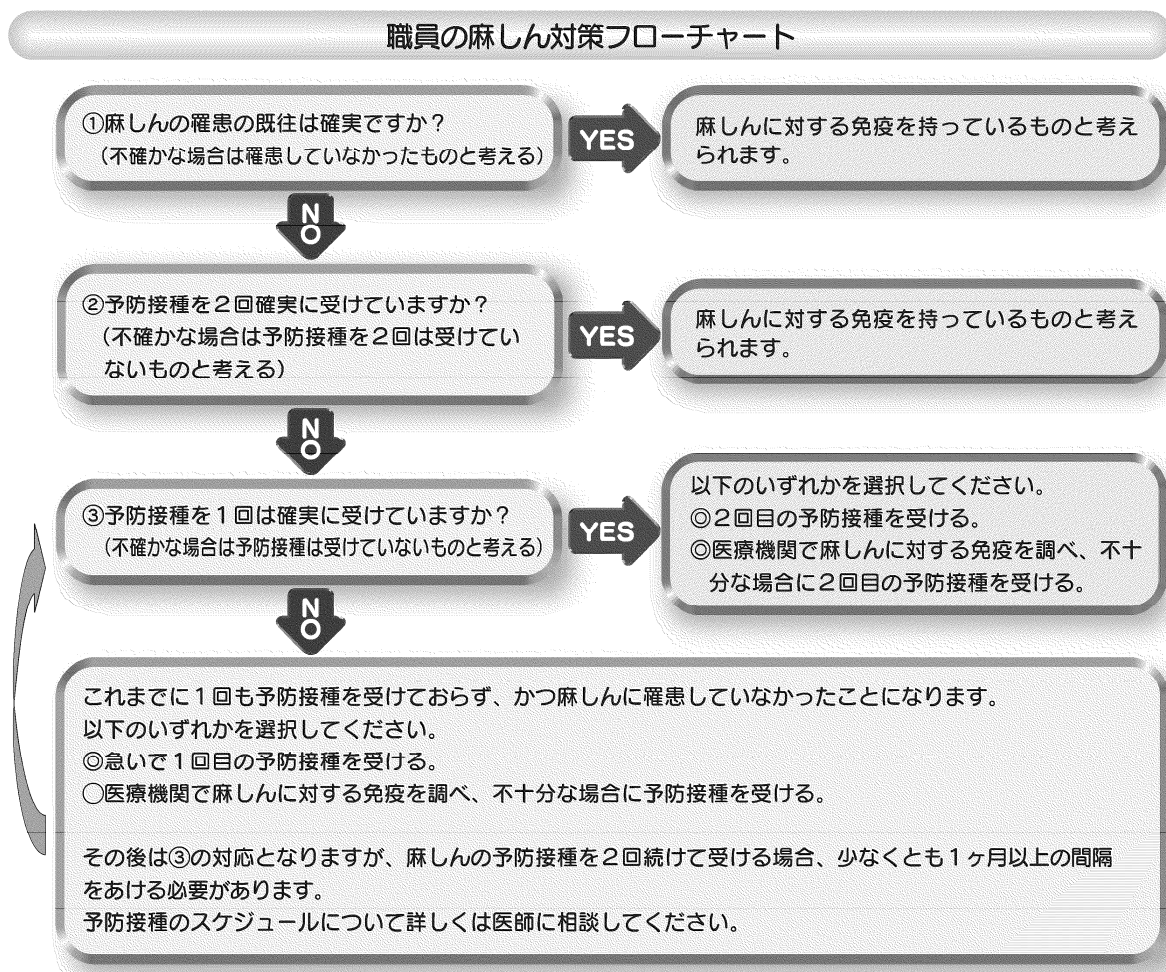 職員の麻しん対策フローチャート
①麻しんの罹患の既往は確実ですか？
（不確かな場合は罹患していなかったものと考える）
YES
麻しんに対する免疫を持っているものと考え
られます。
NO
②予防接種を２回確実に受けていますか？
（不確かな場合は予防接種を２回は受けてい
ないものと考える）
YES
麻しんに対する免疫を持っているものと考え
られます。
NO
③予防接種を１回は確実に受けていますか？
（不確かな場合は予防接種は受けていないものと考える）
YES
以下のいずれかを選択してください。
◎２回目の予防接種を受ける。
◎医療機関で麻しんに対する免疫を調べ、不十
分な場合に２回目の予防接種を受ける。
NO
これまでに１回も予防接種を受けておらず、かつ麻しんに罹患していなかったことになります。
以下のいずれかを選択してください。
◎急いで１回目の予防接種を受ける。
○医療機関で麻しんに対する免疫を調べ、不十分な場合に予防接種を受ける。
その後は③の対応となりますが、麻しんの予防接種を２回続けて受ける場合、少なくとも１ヶ月以上の間隔
をあける必要があります。
予防接種のスケジュールについて詳しくは医師に相談してください。